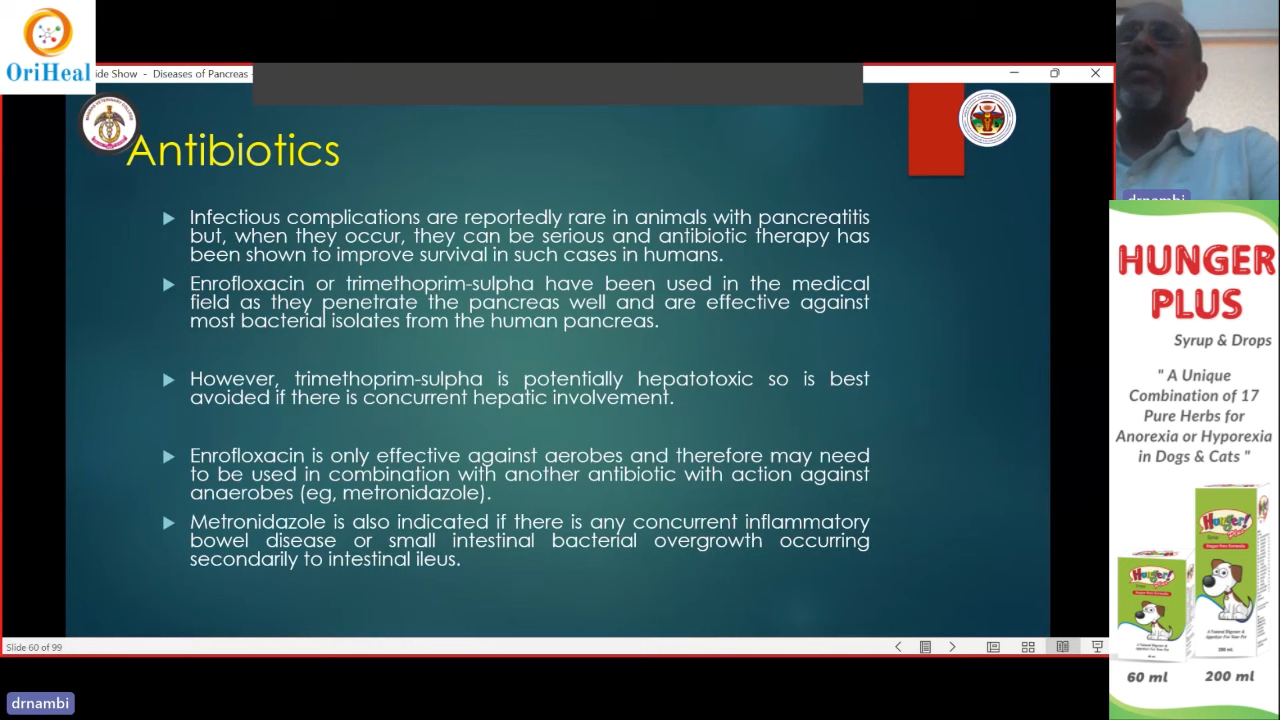 OriHeal
ide Show - Diseases of Pancreas -
Antibiotics
Infectious complications are reportedly rare in animals with pancreatitis
but, when they occur, they can be serious and antibiotic therapy has
been shown to improve survival in such cases in humans.
Enrofloxacin or trimethoprim-sulpha have been used in the medical
field as they penetrate the pancreas well and are effective against
most bacterial isolates from the human pancreas.
However, trimethoprim-sulpha is potentially hepatotoxic so is best
avoided if there is concurrent hepatic involvement.
Enrofloxacin is only effective against aerobes and therefore may need
to be used in combination with another antibiotic with action against
anaerobes (eg, metronidazole).
Metronidazole is also indicated if there is any concurrent inflammatory
bowel disease or small intestinal bacterial overgrowth occurring
secondarily to intestinal ileus.
Slide 60 of 99
drnambi
drnambi
HUNGER
PLUS
Syrup & Drops
" A Unique
Combination of 17
Pure Herbs for
Anorexia or Hyporexia
in Dogs & Cats "
60 ml
200 ml